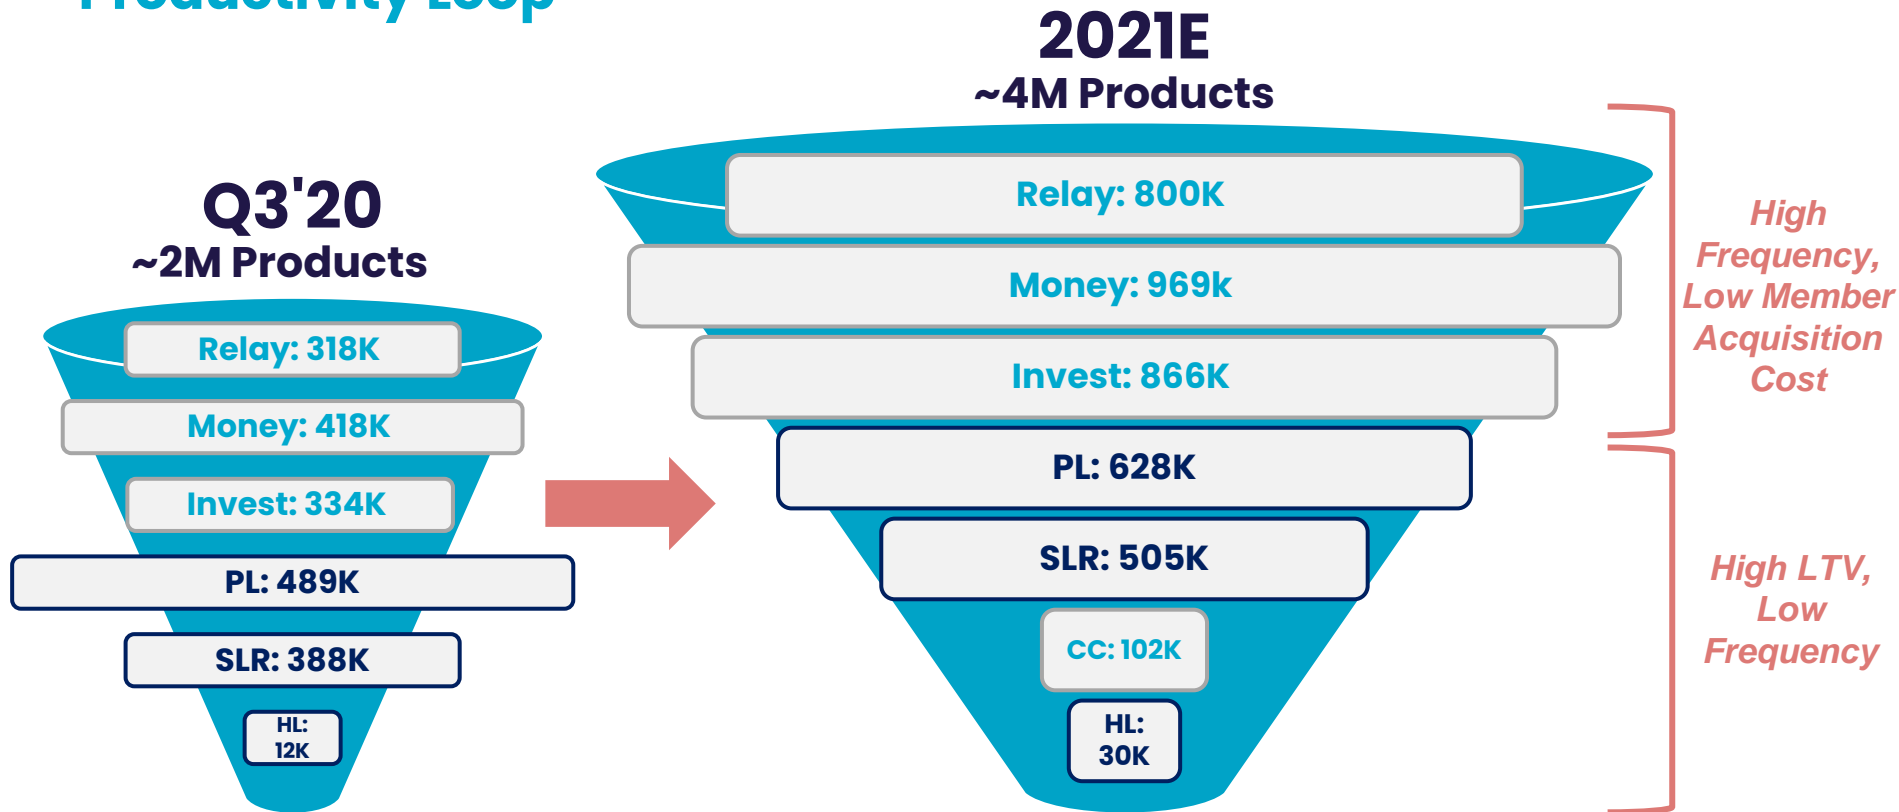 Productivity Loop
Q3'20
~2M Products
Relay: 318K
Money: 418K
Invest: 334K
PL: 489K
SLR: 388K
HL:
12K
2021E
~4M Products
Relay: 800K
Money: 969k
Invest: 866K
PL: 628K
SLR: 505K
CC: 102K
HL:
30K
High
Frequency,
Low Member
Acquisition
Cost
High LTV,
Low
Frequency